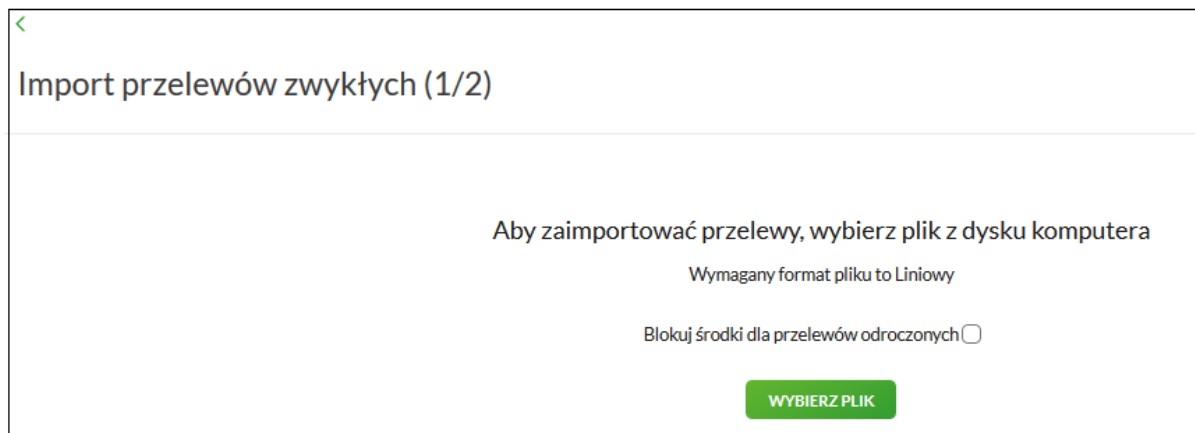 Import przelewów zwykłych (1/2)
Aby zaimportować przelewy, wybierz plik z dysku komputera
Wymagany format pliku to Liniowy
Blokuj środki dla przelewów odroczonych
WYBIERZ PLIK